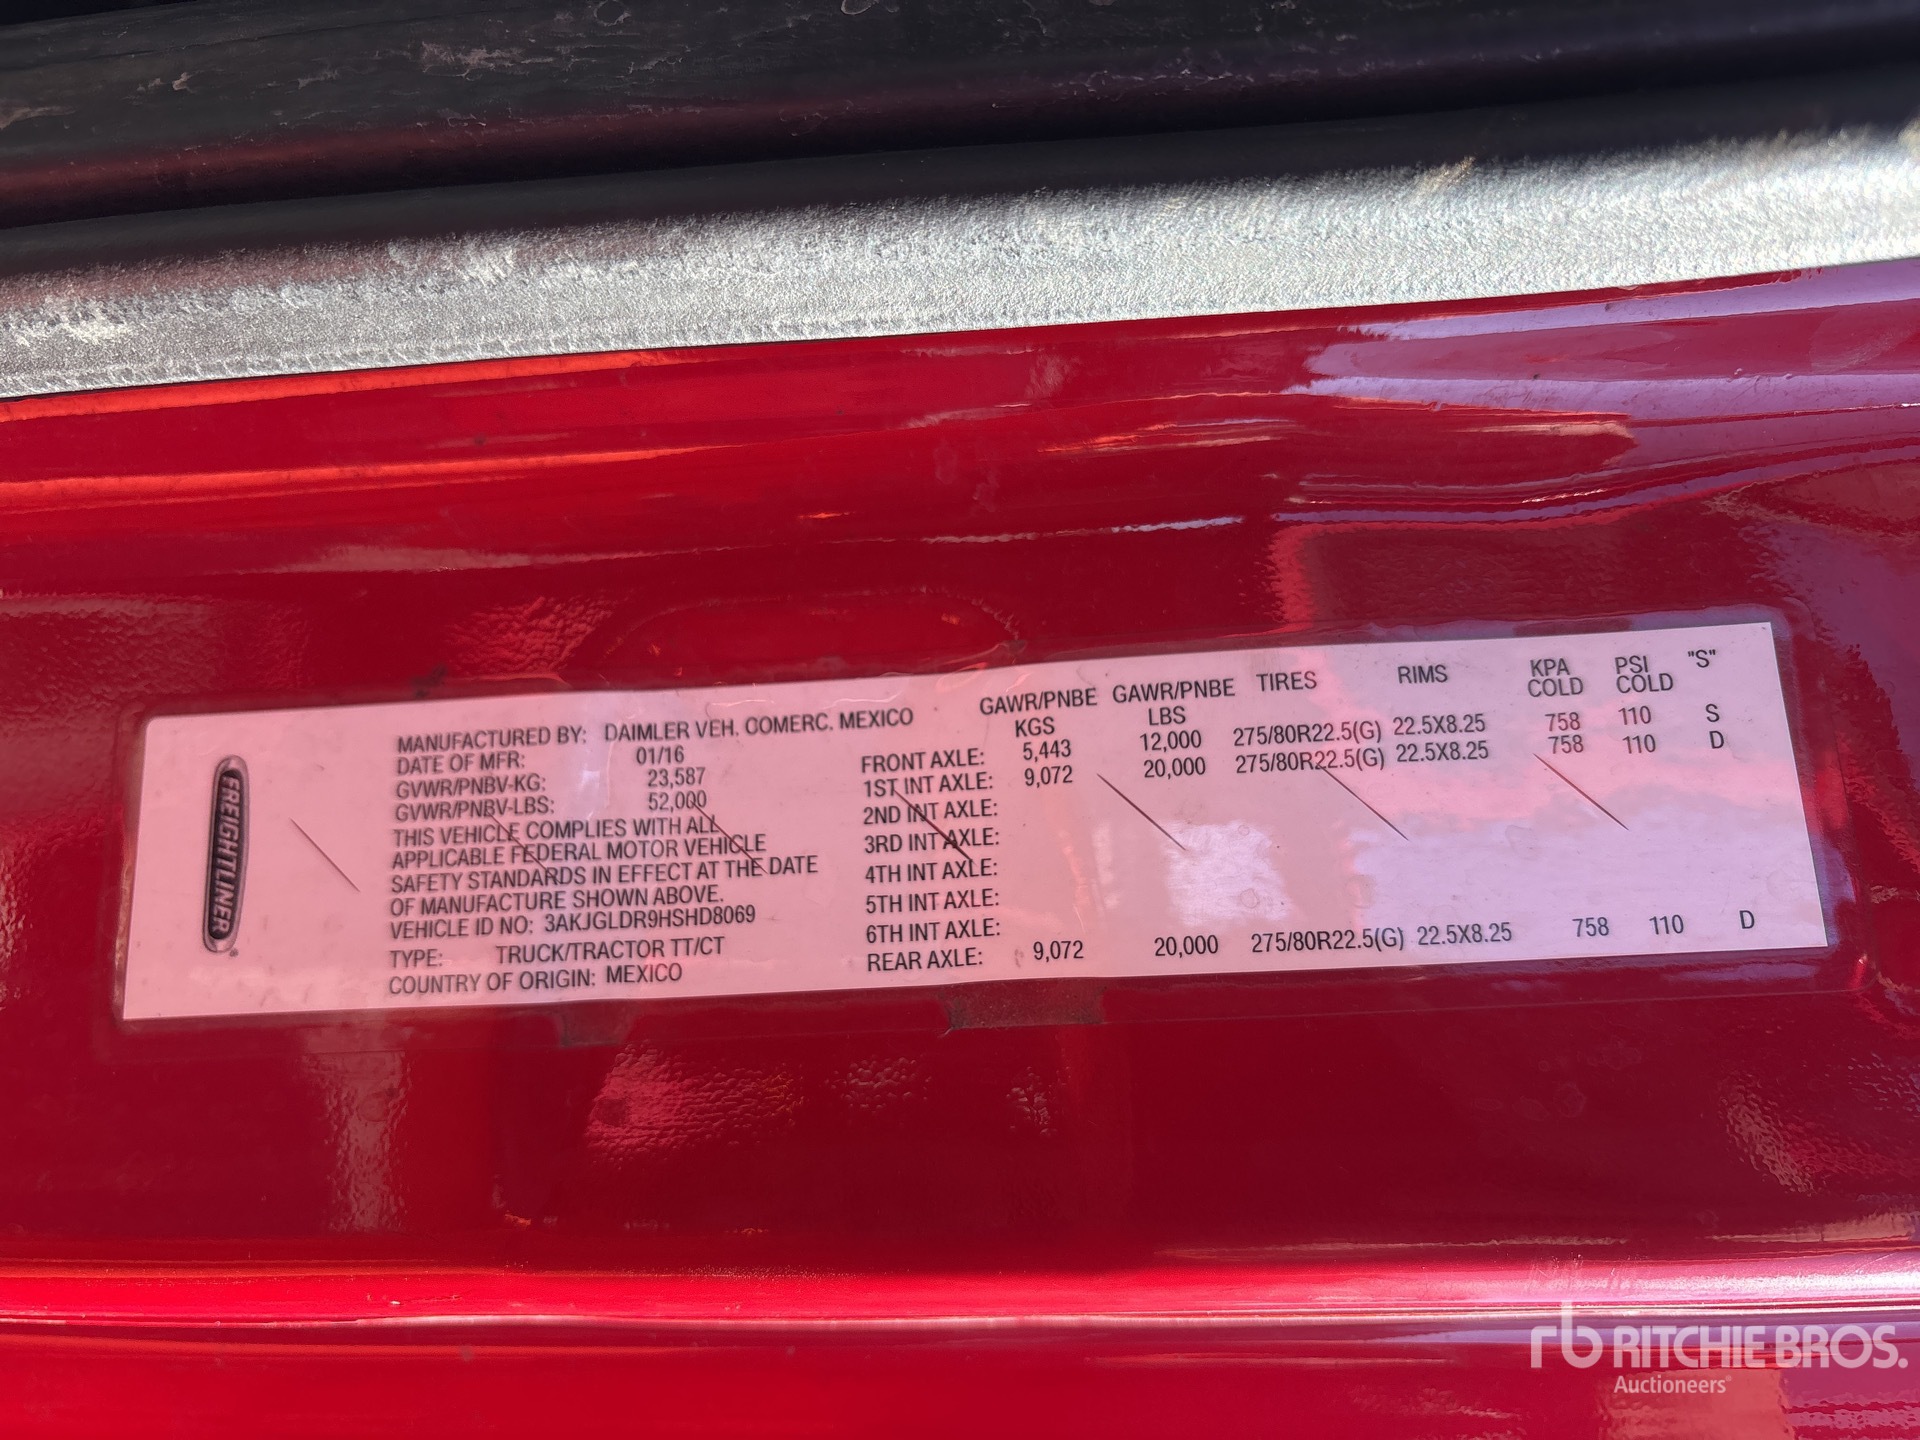 FREIGHTLINER
MANUFACTURED BY: DAIMLER VEH. COMERC. MEXICO
DATE OF MFR: 01/16
GVWR/PNBV-KG: 23,587
GVWR/PNBV-LBS: 52,000
THIS VEHICLE COMPLIES WITH ALL
APPLICABLE FEDERAL MOTOR VEHICLE
SAFETY STANDARDS IN EFFECT AT THE DATE
OF MANUFACTURE SHOWN ABOVE.
VEHICLE ID NO: 3AKJGLDR9HSHD8069
TYPE: TRUCK/TRACTOR TT/CT
COUNTRY OF ORIGIN: MEXICO
GAWR/PNBE GAWR/PNBE TIRES RIMS KPA PSI "S"
KGS LBS COLD COLD
FRONT AXLE: 5,443 12,000 275/80R22.5(G) 22.5X8.25 758 110 S
1ST INT AXLE: 9,072 20,000 275/80R22.5(G) 22.5X8.25 758 110 D
2ND INT AXLE:
3RD INT AXLE:
4TH INT AXLE:
5TH INT AXLE:
6TH INT AXLE:
REAR AXLE: 9,072 20,000 275/80R22.5(G) 22.5X8.25 758 110 D
rb RITCHIE BROS.
Auctioneers